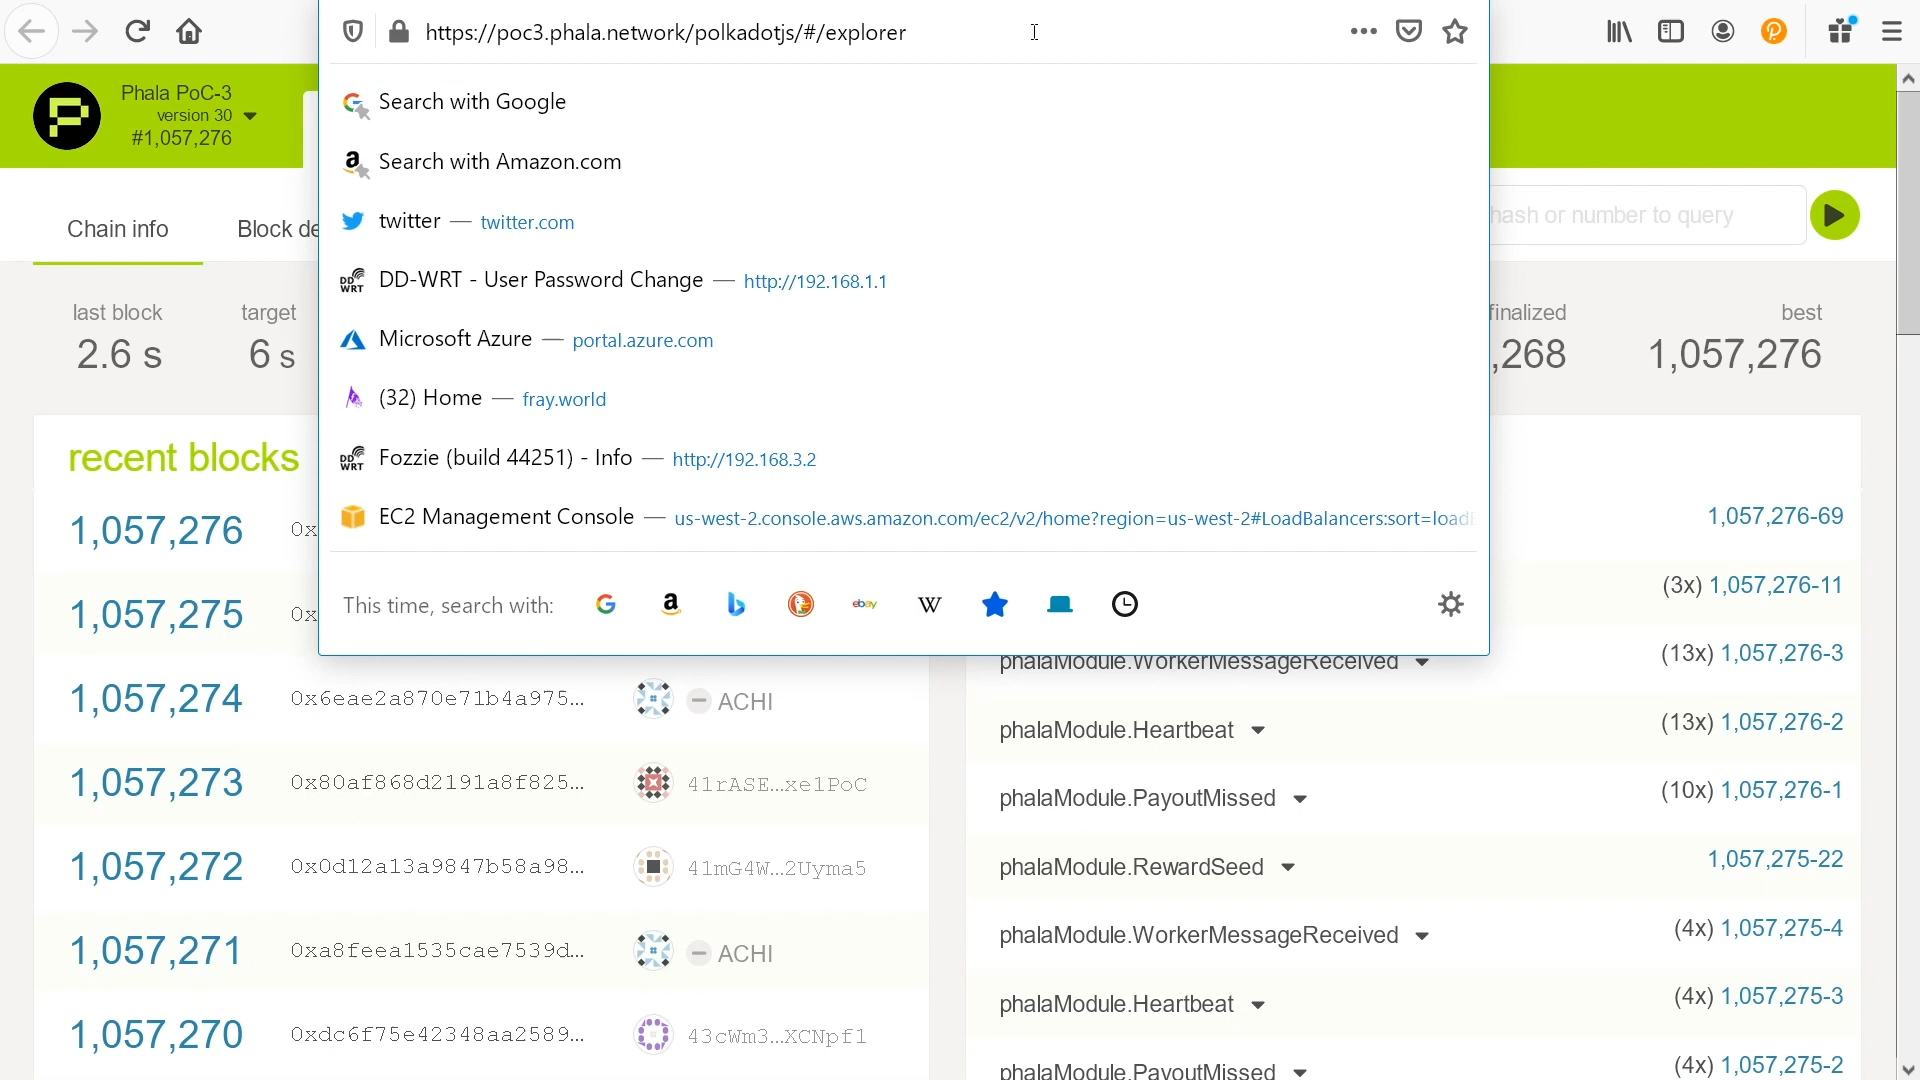 https://poc3.phala.network/polkadotjs/#/explorer
Phala PoC-3
version 30
#1,057,276
Search with Google
Search with Amazon.com
twitter — twitter.com
DD-WRT - User Password Change — http://192.168.1.1
Microsoft Azure — portal.azure.com
(32) Home — fray.world
Fozzie (build 44251) - Info — http://192.168.3.2
EC2 Management Console — us-west-2.console.aws.amazon.com/ec2/v2/home?region=us-west-2#LoadBalancers:sort=load
This time, search with:
Chain info
Block de
hash or number to query
last block
2.6 s
target
6 s
finalized
,268
best
1,057,276
recent blocks
1,057,276 0x
1,057,275 0x
1,057,274 0x6eae2a870e71b4a975... ACHI
1,057,273 0x80af868d2191a8f825... 41rASE…xe1PoC
1,057,272 0x0d12a13a9847b58a98... 41mG4W…2Uyma5
1,057,271 0xa8feea1535cae7539d... ACHI
1,057,270 0xdc6f75e42348aa2589... 43cWm3…XCNpf1
1,057,276-69
(3x) 1,057,276-11
phalaModule.WorkerMessageReceived (13x) 1,057,276-3
phalaModule.Heartbeat (13x) 1,057,276-2
phalaModule.PayoutMissed (10x) 1,057,276-1
phalaModule.RewardSeed 1,057,275-22
phalaModule.WorkerMessageReceived (4x) 1,057,275-4
phalaModule.Heartbeat (4x) 1,057,275-3
phalaModule.PayoutMissed (4x) 1,057,275-2